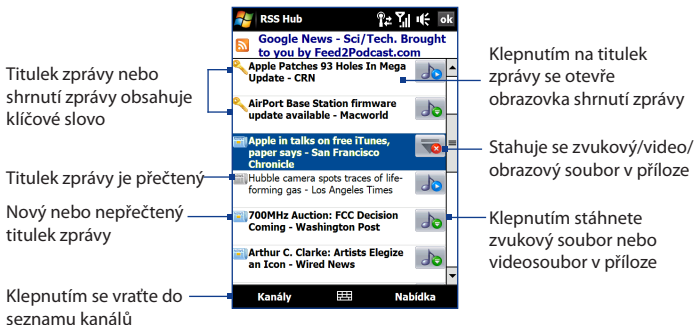 Titulek zprávy nebo
shrnutí zprávy obsahuje
klíčové slovo
Titulek zprávy je přečtený
Nový nebo nepřečtený
titulek zprávy
Klepnutím se vraťte do
seznamu kanálů
RSS Hub
ok
Google News - Sci/Tech. Brought
to you by Feed2Podcast.com
Apple Patches 93 Holes In Mega
Update - CRN
AirPort Base Station firmware
update available - Macworld
Apple in talks on free iTunes,
paper says - San Francisco
Chronicle
Hubble camera spots traces of life-
forming gas - Los Angeles Times
700MHz Auction: FCC Decision
Coming - Washington Post
Arthur C. Clarke: Artists Elegize
an Icon - Wired News
Kanály
Nabídka
Klepnutím na titulek
zprávy se otevře
obrazovka shrnutí zprávy
Stahuje se zvukový/video/
obrazový soubor v příloze
Klepnutím stáhnete
zvukový soubor nebo
videosoubor v příloze